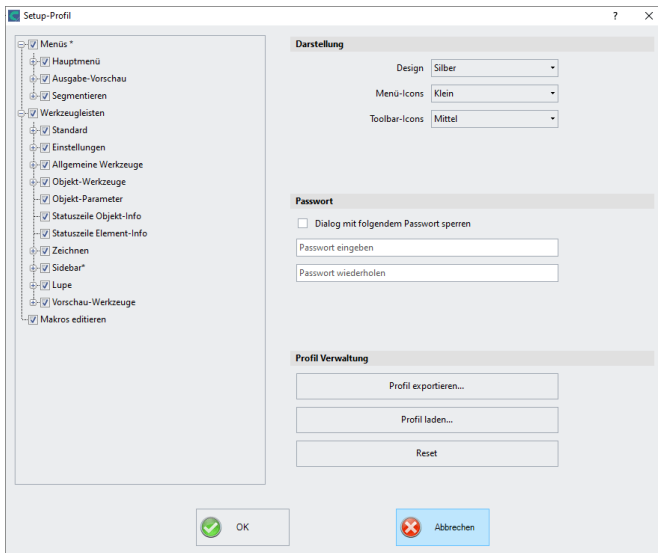 Setup-Profil
?
Menüs *
Hauptmenü
Ausgabe-Vorschau
Segmentieren
Werkzeugleisten
Standard
Einstellungen
Allgemeine Werkzeuge
Objekt-Werkzeuge
Objekt-Parameter
Statuszeile Objekt-Info
Statuszeile Element-Info
Zeichnen
Sidebar*
Lupe
Vorschau-Werkzeuge
Makros editieren
Darstellung
Design Silber
Menü-Icons Klein
Toolbar-Icons Mittel
Passwort
Dialog mit folgendem Passwort sperren
Passwort eingeben
Passwort wiederholen
Profil Verwaltung
Profil exportieren...
Profil laden...
Reset
OK
Abbrechen